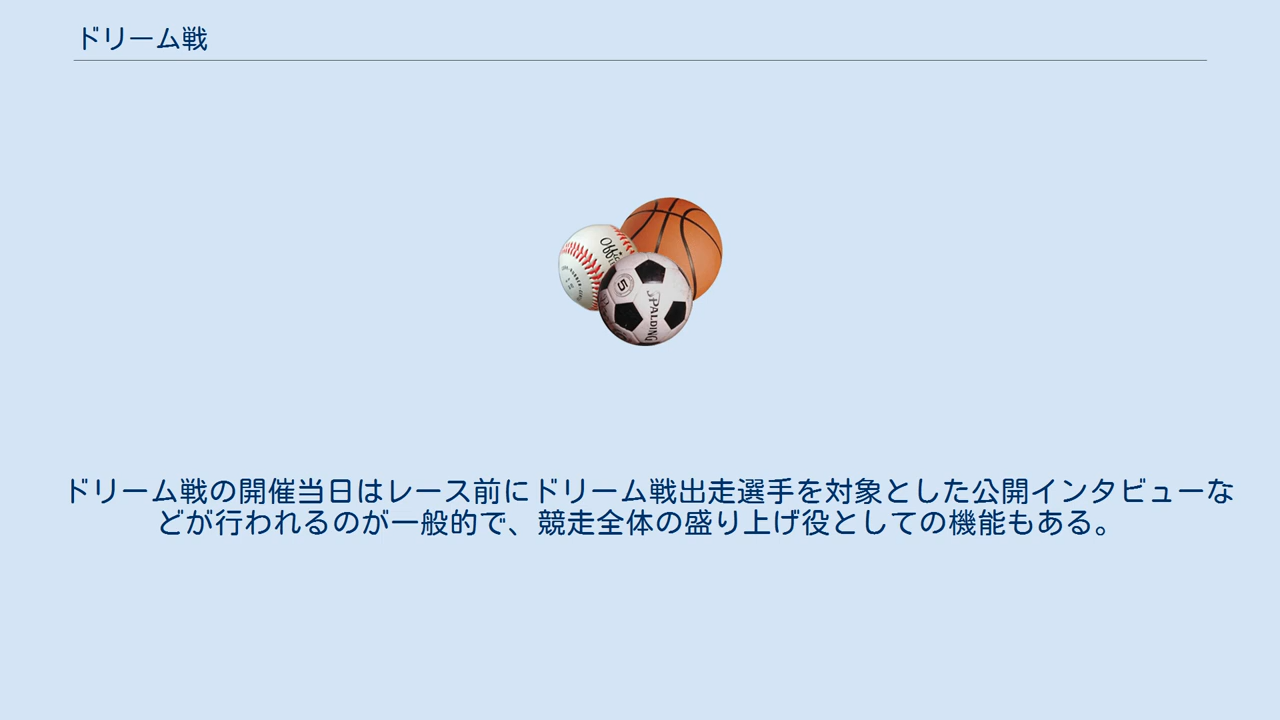 ドリーム戦
SPALDING
5
ドリーム戦の開催当日はレース前にドリーム戦出走選手を対象とした公開インタビューな
どが行われるのが一般的で、競走全体の盛り上げ役としての機能もある。